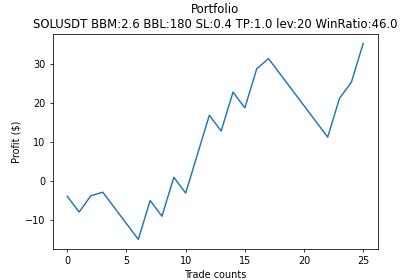 Portfolio
SOLUSDT BBM:2.6 BBL:180 SL:0.4 TP:1.0 lev:20 WinRatio:46.0
Profit ($)
30
20
10
0
−10
0
5
10
15
20
25
Trade counts